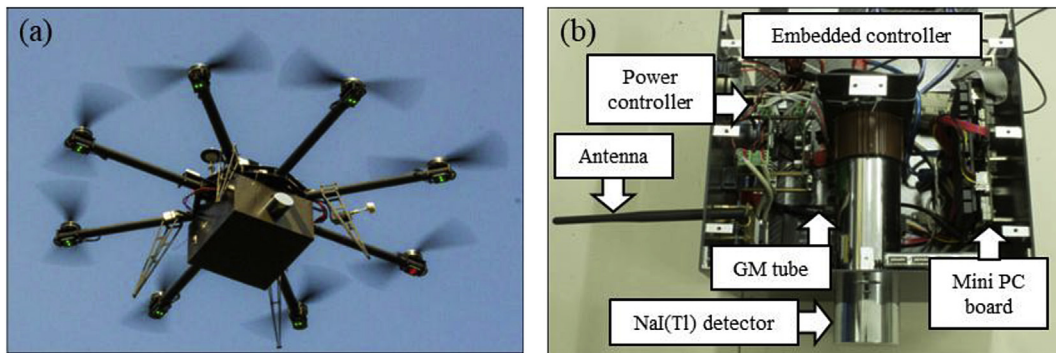 (a)
(b)
Embedded controller
Power
controller
Antenna
GM tube
Mini PC
board
NaI(Tl) detector